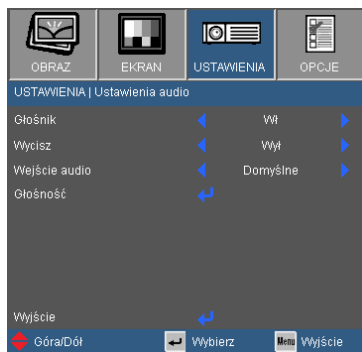 OBRAZ EKRAN USTAWIENIA OPCJE
USTAWIENIA | Ustawienia audio
Głośnik Wł
Wycisz Wył
Wejście audio Domyślne
Głośność
Wyjście
Góra/Dół Wybierz Menu Wyjście